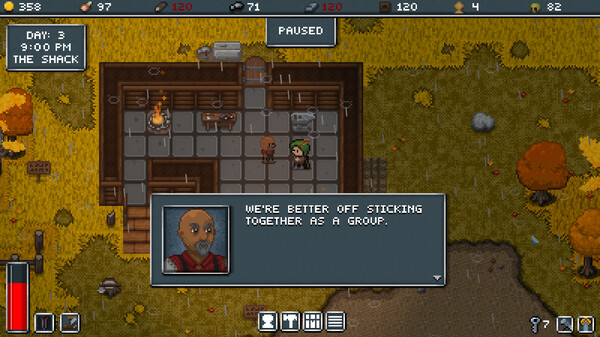 358 97 120 71 120 120 4 82
DAY: 3
9:00 PM
THE SHACK
PAUSED
WE'RE BETTER OFF STICKING
TOGETHER AS A GROUP.
7